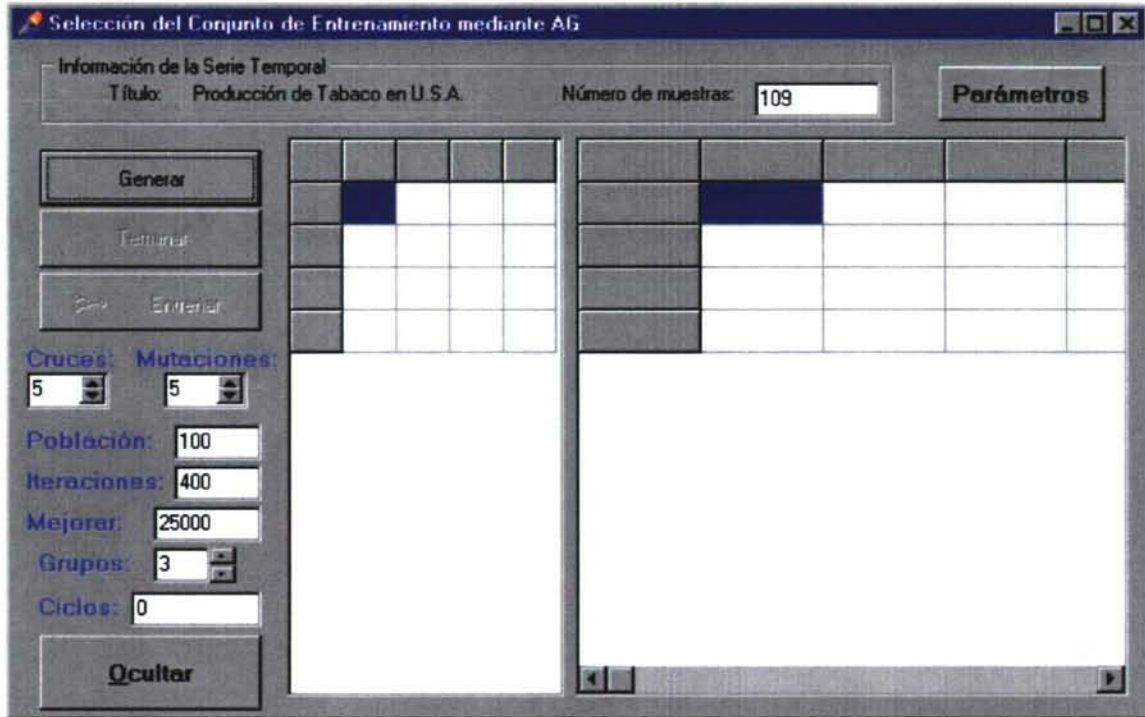 Selección del Conjunto de Entrenamiento mediante AG
Información de la Serie Temporal
Título: Producción de Tabaco en U.S.A. Número de muestras: 109
Parámetros
Generar
Terminar
Entrenar
Cruces: Mutaciones:
5 5
Población: 100
Iteraciones: 400
Mejorar: 25000
Grupos: 3
Ciclos: 0
Ocultar